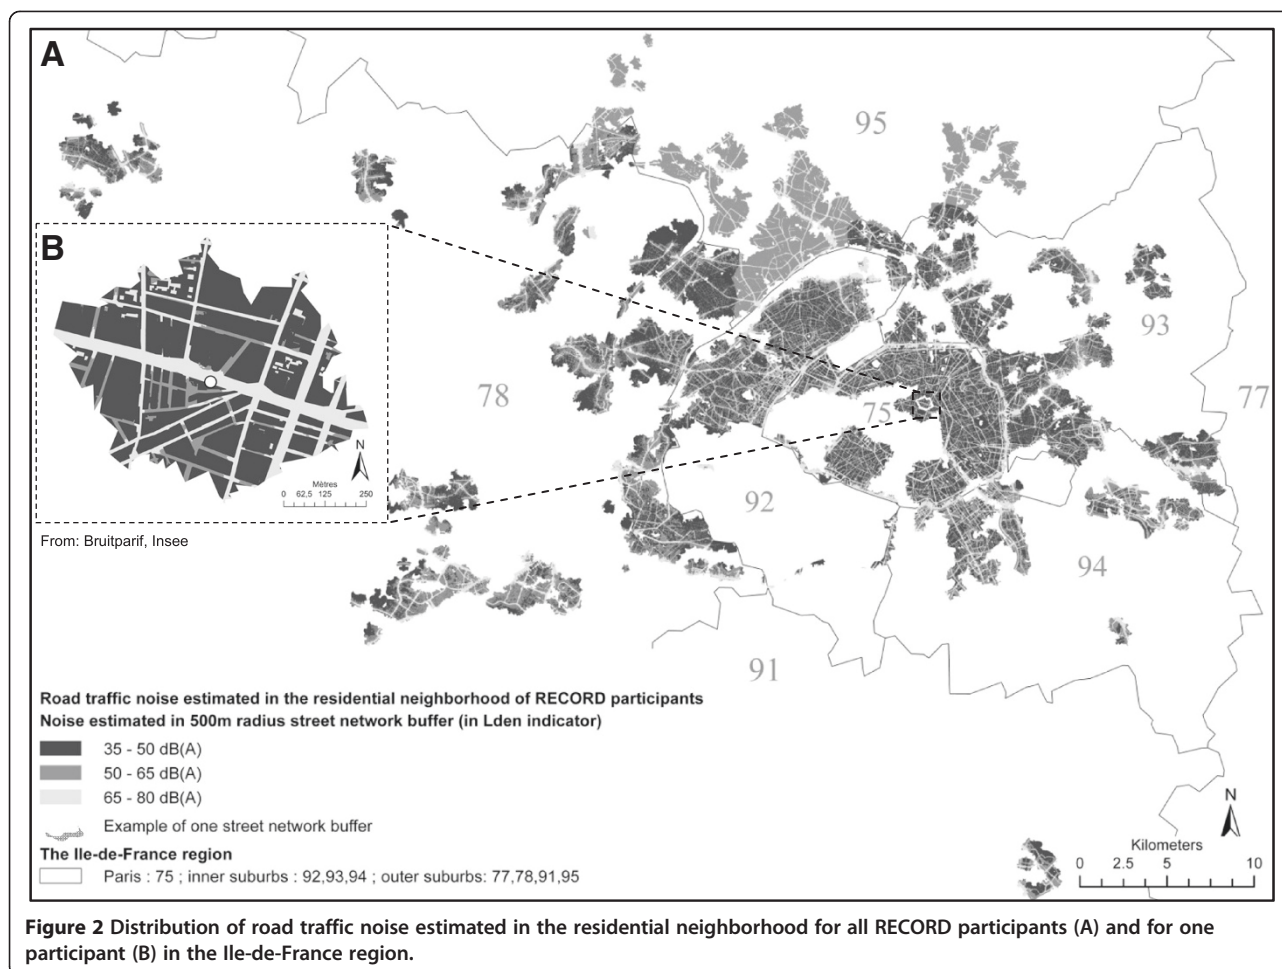 A
95
B
93
78
77
75
N
Mètres
0 62,5 125 250
92
From: Bruitparif, Insee
94
91
Road traffic noise estimated in the residential neighborhood of RECORD participants
Noise estimated in 500m radius street network buffer (in Lden indicator)
35 - 50 dB(A)
50 - 65 dB(A)
65 - 80 dB(A)
Example of one street network buffer
The Ile-de-France region
Paris : 75 ; inner suburbs : 92,93,94 ; outer suburbs: 77,78,91,95
N
Kilometers
0 2.5 5 10
Figure 2 Distribution of road traffic noise estimated in the residential neighborhood for all RECORD participants (A) and for one
participant (B) in the Ile-de-France region.